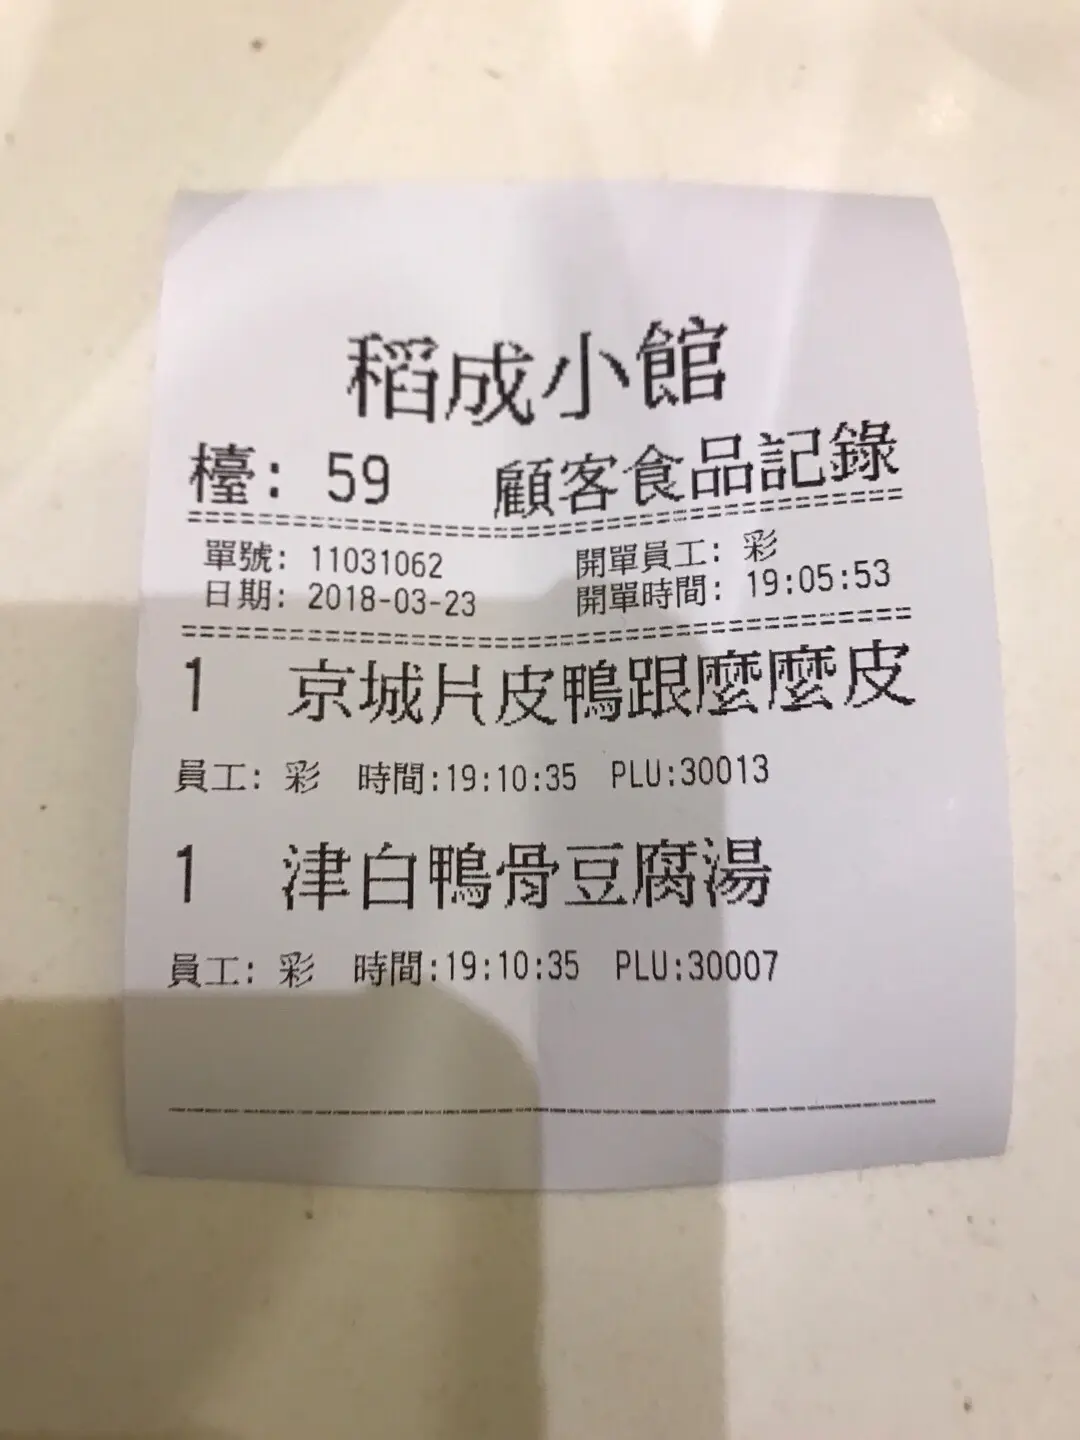 稻成小館
檯: 59 顧客食品記錄
單號: 11031062 開單員工: 彩
日期: 2018-03-23 開單時間: 19:05:53
1 京城片皮鴨跟麼麼皮
員工: 彩 時間:19:10:35 PLU:30013
1 津白鴨骨豆腐湯
員工: 彩 時間:19:10:35 PLU:30007